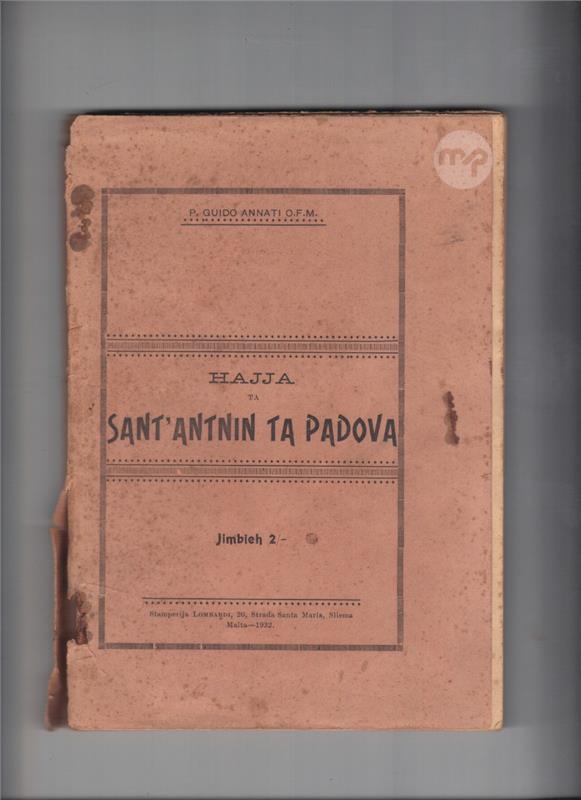 mp
P. GUIDO ANNATI O.F.M.
HAJJA
TA
SANT'ANTNIN TA PADOVA
Jimbieh 2/-
Stamperija LOMBARDI, 20, Strada Santa Maria, Sliema
Malta—1932.